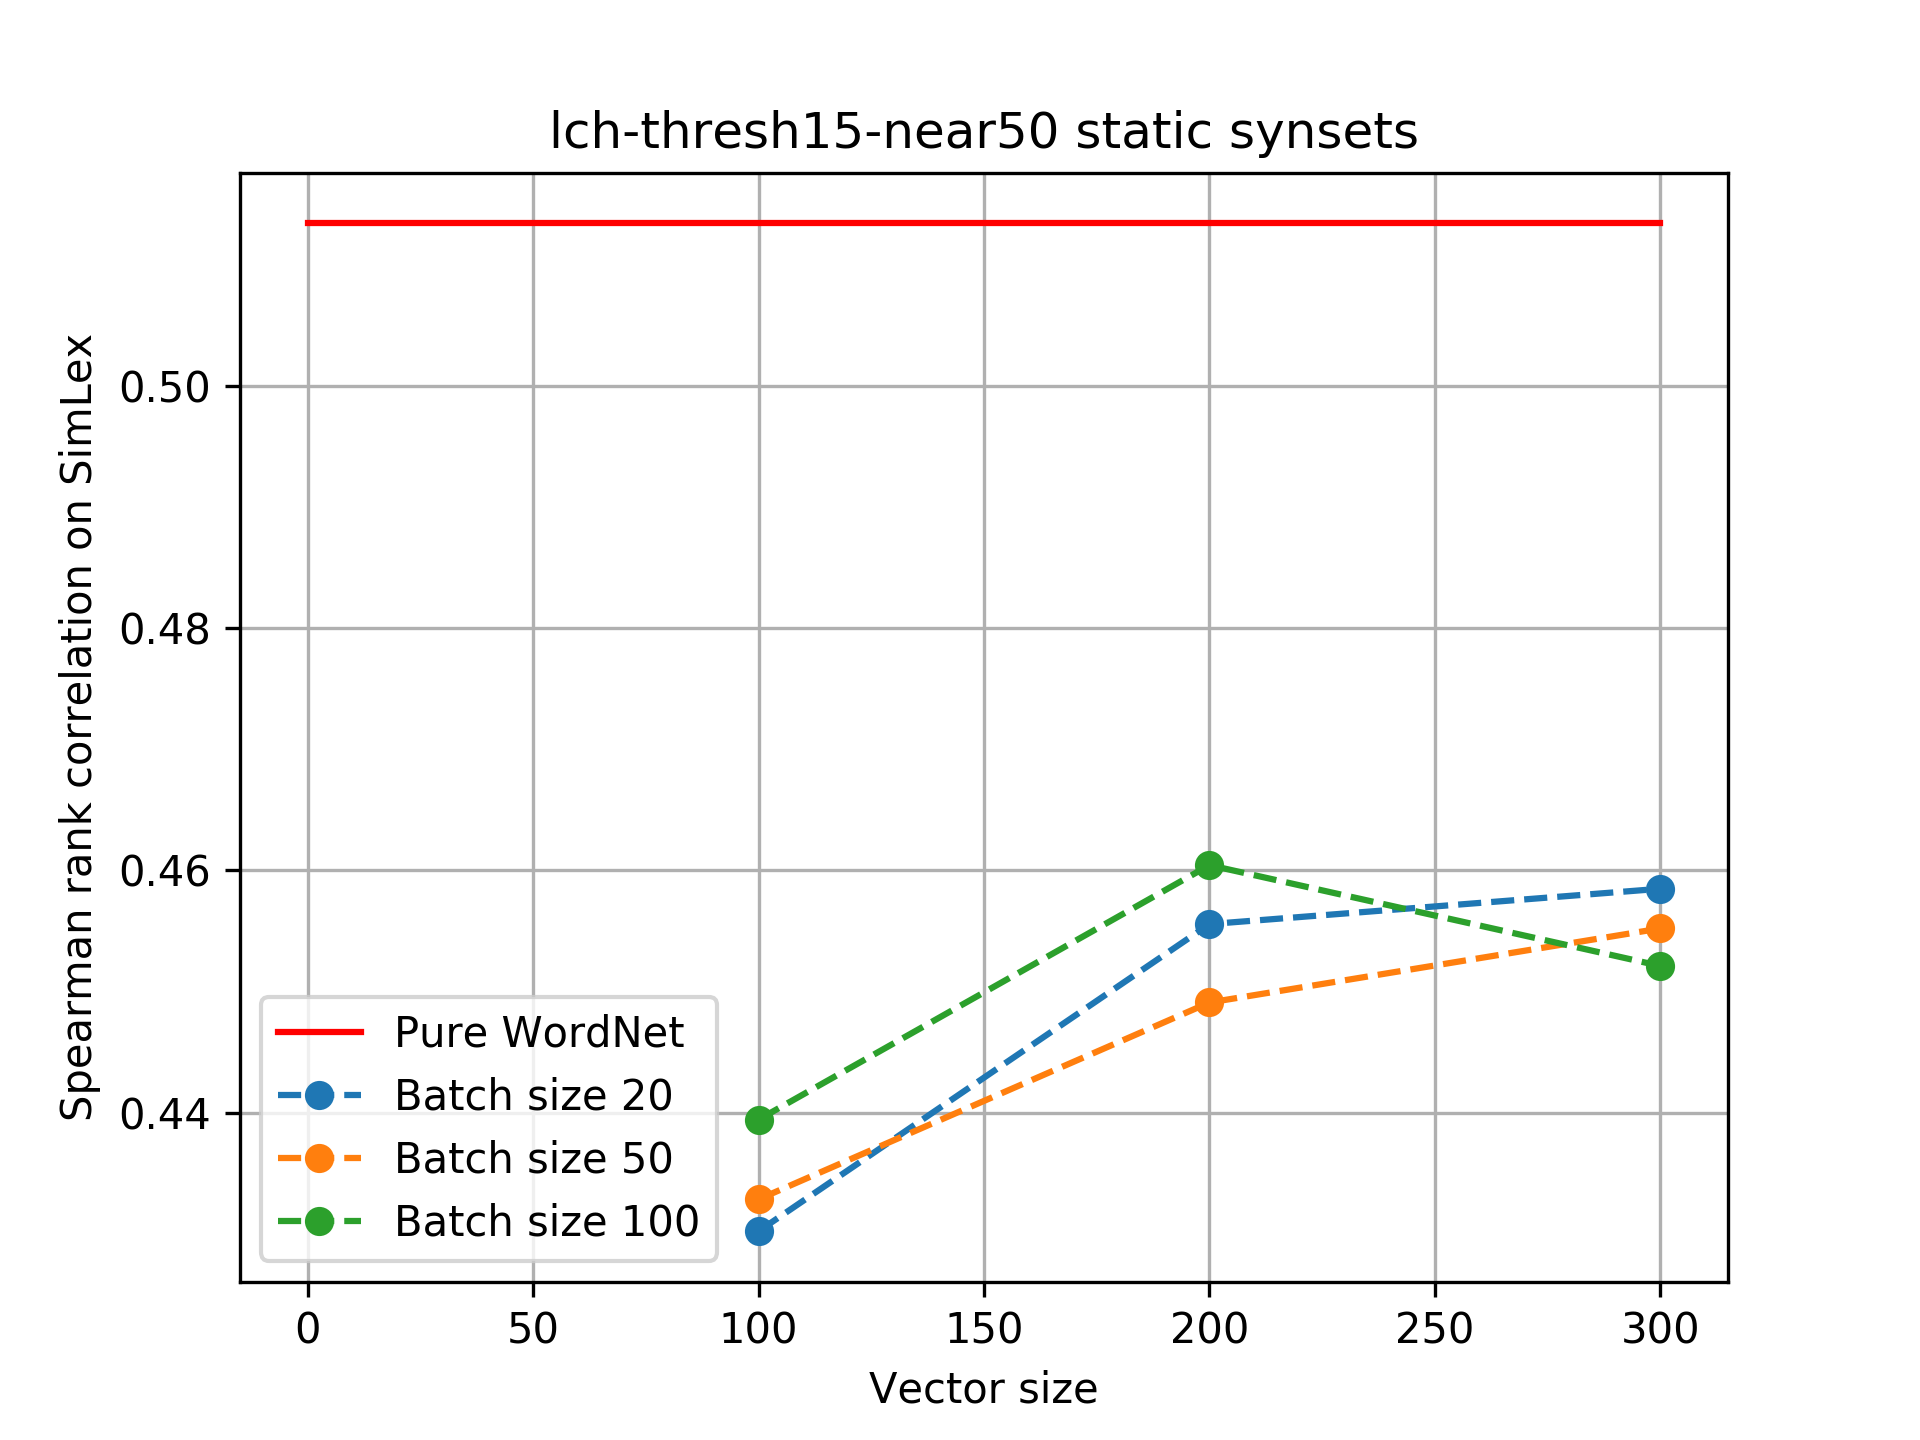 lch-thresh15-near50 static synsets
Spearman rank correlation on SimLex
0.50
0.48
0.46
0.44
Pure WordNet
Batch size 20
Batch size 50
Batch size 100
0 50 100 150 200 250 300
Vector size